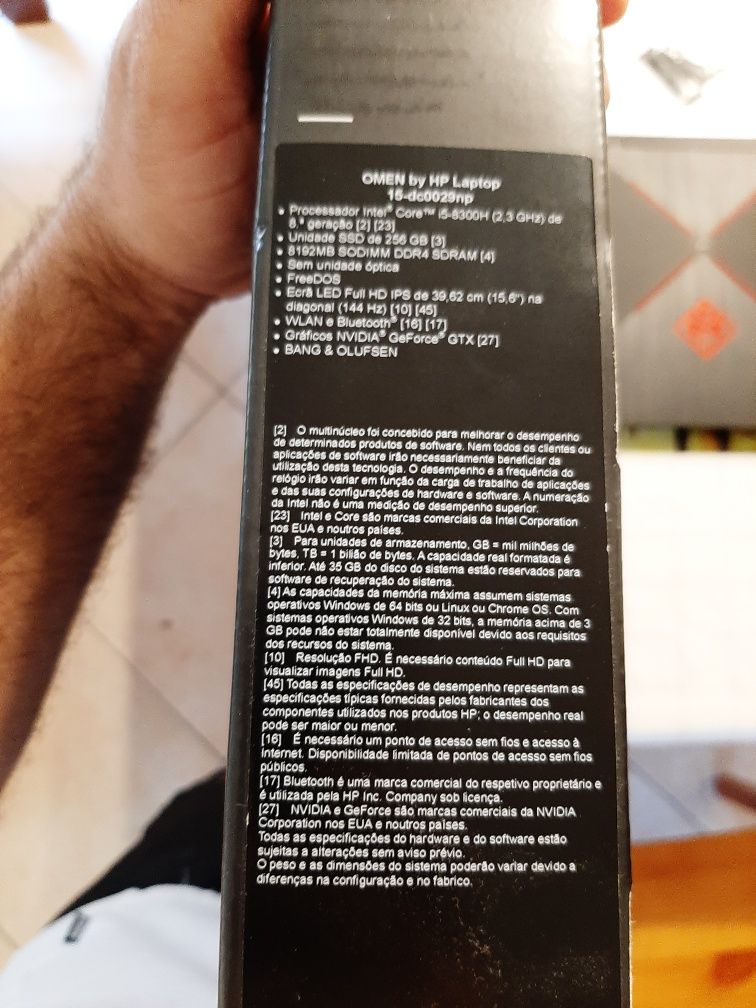 OMEN by HP Laptop
15-dc0029np
• Processador Intel® Core™ i5-8300H (2,3 GHz) de
8.ª geração [2] [23]
• Unidade SSD de 256 GB [3]
• 8192MB SODIMM DDR4 SDRAM [4]
• Sem unidade óptica
• FreeDOS
• Ecrã LED Full HD IPS de 39,62 cm (15,6") na
diagonal (144 Hz) [10] [45]
• WLAN e Bluetooth® [16] [17]
• Gráficos NVIDIA® GeForce® GTX [27]
• BANG & OLUFSEN
[2] O multinúcleo foi concebido para melhorar o desempenho
de determinados produtos de software. Nem todos os clientes ou
aplicações de software irão necessariamente beneficiar da
utilização desta tecnologia. O desempenho e a frequência do
relógio irão variar em função da carga de trabalho de aplicações
e das suas configurações de hardware e software. A numeração
da Intel não é uma medição de desempenho superior.
[23] Intel e Core são marcas comerciais da Intel Corporation
nos EUA e noutros países.
[3] Para unidades de armazenamento, GB = mil milhões de
bytes, TB = 1 bilião de bytes. A capacidade real formatada é
inferior. Até 35 GB do disco do sistema estão reservados para
software de recuperação do sistema.
[4] As capacidades da memória máxima assumem sistemas
operativos Windows de 64 bits ou Linux ou Chrome OS. Com
sistemas operativos Windows de 32 bits, a memória acima de 3
GB pode não estar totalmente disponível devido aos requisitos
dos recursos do sistema.
[10] Resolução FHD. É necessário conteúdo Full HD para
visualizar imagens Full HD.
[45] Todas as especificações de desempenho representam as
especificações típicas fornecidas pelos fabricantes dos
componentes utilizados nos produtos HP; o desempenho real
pode ser maior ou menor.
[16] É necessário um ponto de acesso sem fios e acesso à
Internet. Disponibilidade limitada de pontos de acesso sem fios
públicos.
[17] Bluetooth é uma marca comercial do respetivo proprietário e
é utilizada pela HP Inc. Company sob licença.
[27] NVIDIA e GeForce são marcas comerciais da NVIDIA
Corporation nos EUA e noutros países.
Todas as especificações do hardware e do software estão
sujeitas a alterações sem aviso prévio.
O peso e as dimensões do sistema poderão variar devido a
diferenças na configuração e no fabrico.